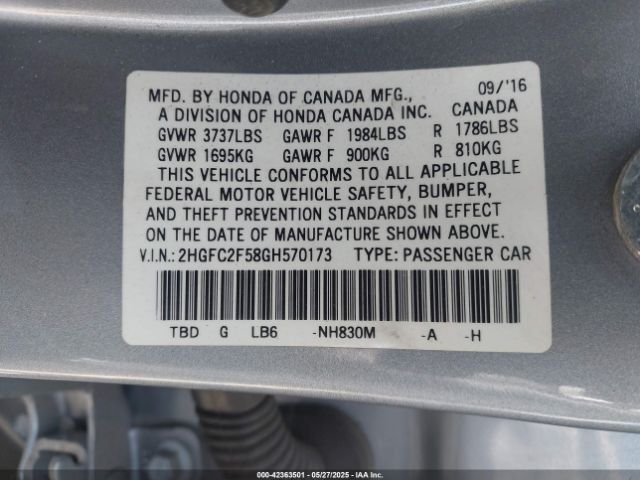 MFD. BY HONDA OF CANADA MFG., 09/'16
A DIVISION OF HONDA CANADA INC. CANADA
GVWR 3737LBS GAWR F 1984LBS R 1786LBS
GVWR 1695KG GAWR F 900KG R 810KG
THIS VEHICLE CONFORMS TO ALL APPLICABLE
FEDERAL MOTOR VEHICLE SAFETY, BUMPER,
AND THEFT PREVENTION STANDARDS IN EFFECT
ON THE DATE OF MANUFACTURE SHOWN ABOVE.
V.I.N.: 2HGFC2F58GH570173 TYPE: PASSENGER CAR
TBD G LB6 -NH830M -A -H
000-42363501 - 05/27/2025 - IAA Inc.